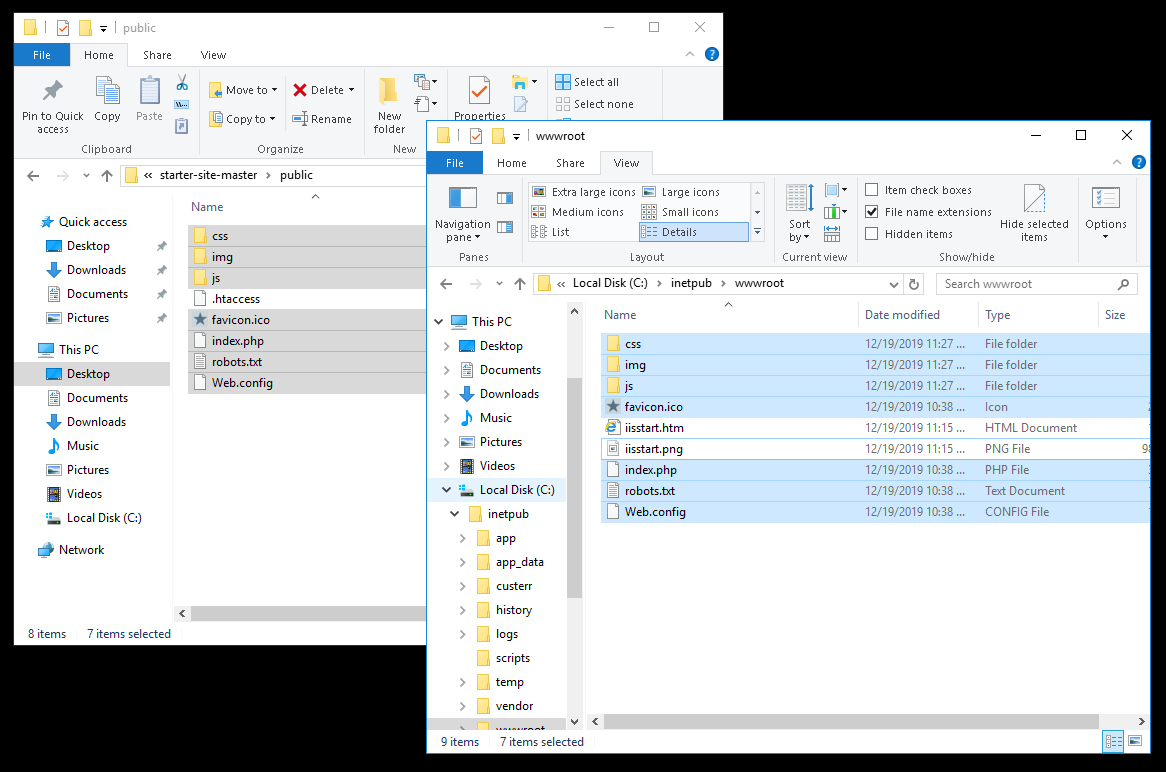 public
File Home Share View
Pin to Quick access
Copy
Paste
Clipboard
Move to
Copy to
Delete
Rename
Organize
New folder
New
Properties
Select all
Select none
« starter-site-master > public
Quick access
Desktop
Downloads
Documents
Pictures
This PC
Desktop
Documents
Downloads
Music
Pictures
Videos
Local Disk (C:)
Network
Name
css
img
js
.htaccess
favicon.ico
index.php
robots.txt
Web.config
8 items 7 items selected
wwwroot
File Home Share View
Navigation pane
Panes
Extra large icons Large icons
Medium icons Small icons
List Details
Layout
Sort by
Current view
Item check boxes
File name extensions
Hidden items
Hide selected items
Show/hide
Options
« Local Disk (C:) > inetpub > wwwroot
Search wwwroot
This PC
Desktop
Documents
Downloads
Music
Pictures
Videos
Local Disk (C:)
inetpub
app
app_data
custerr
history
logs
scripts
temp
vendor
wwwroot
Name Date modified Type Size
css 12/19/2019 11:27 ... File folder
img 12/19/2019 11:27 ... File folder
js 12/19/2019 11:27 ... File folder
favicon.ico 12/19/2019 10:38 ... Icon
iisstart.htm 12/19/2019 11:15 ... HTML Document
iisstart.png 12/19/2019 11:15 ... PNG File
index.php 12/19/2019 10:38 ... PHP File
robots.txt 12/19/2019 10:38 ... Text Document
Web.config 12/19/2019 10:38 ... CONFIG File
9 items 7 items selected